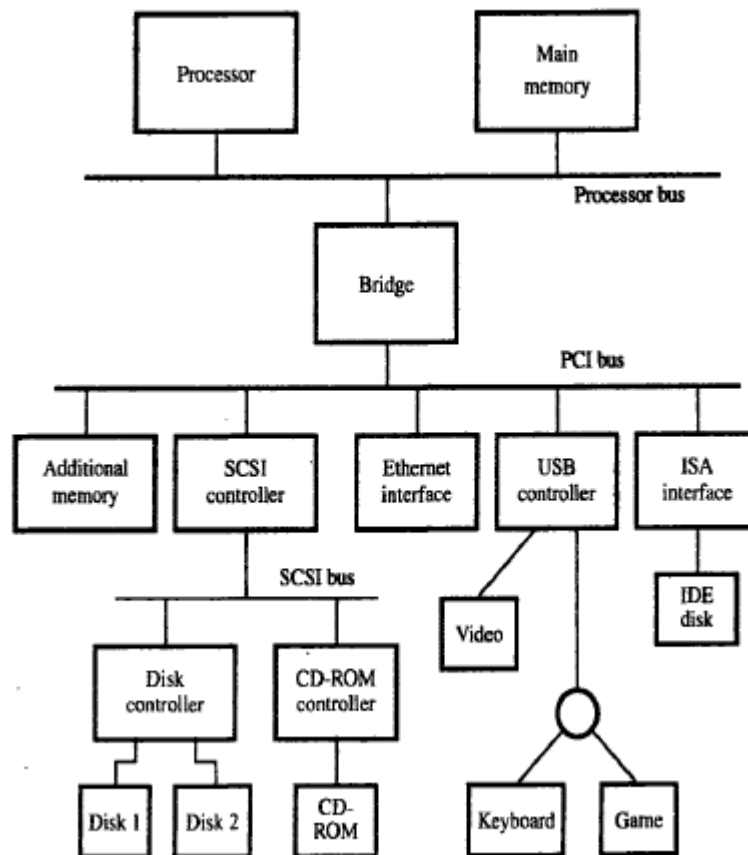 Processor
Main
memory
Processor bus
Bridge
PCI bus
Additional
memory
SCSI
controller
Ethernet
interface
USB
controller
ISA
interface
SCSI bus
Video
IDE
disk
Disk
controller
CD-ROM
controller
Disk 1
Disk 2
CD-
ROM
Keyboard
Game